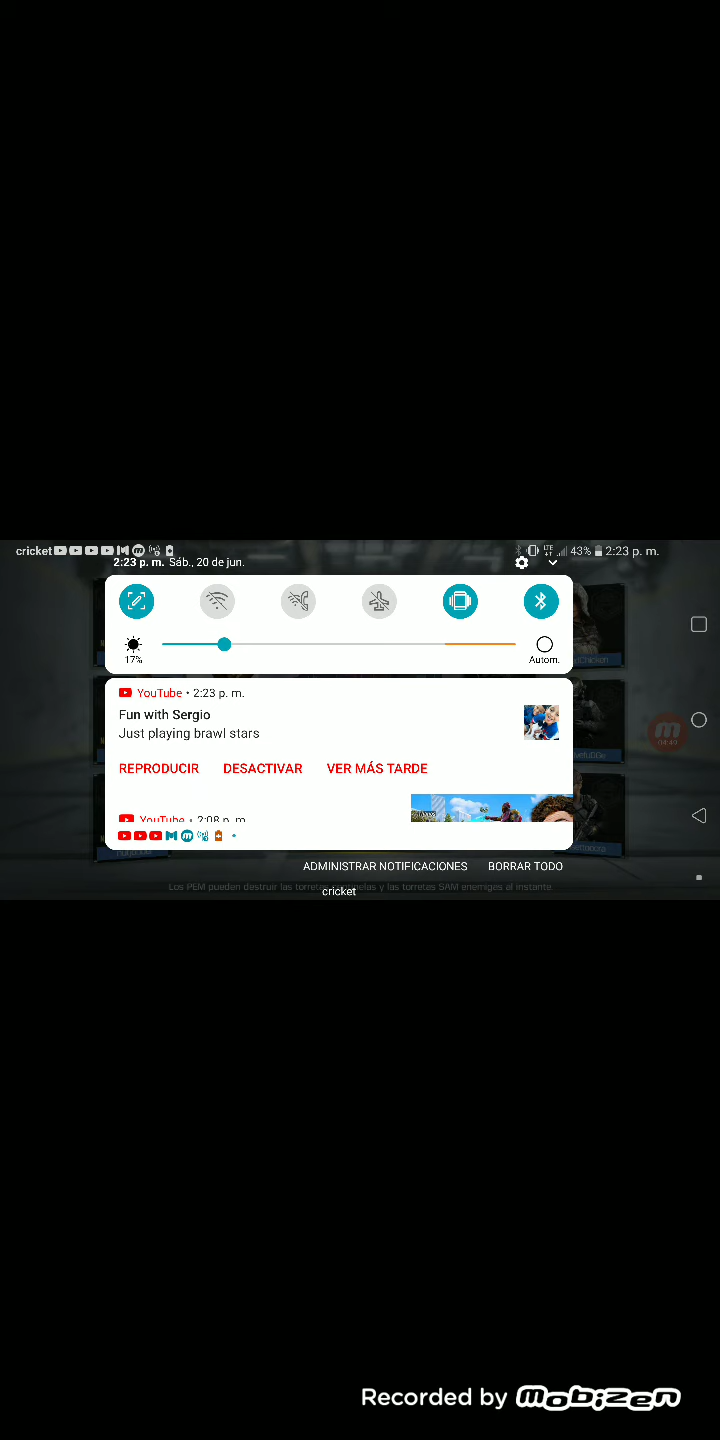 cricket LTE 43% 2:23 p. m.
2:23 p. m. Sáb., 20 de jun.
17% Autom.
YouTube • 2:23 p. m.
Fun with Sergio
Just playing brawl stars
REPRODUCIR DESACTIVAR VER MÁS TARDE
YouTube • 2:08 p. m.
ADMINISTRAR NOTIFICACIONES BORRAR TODO
Los PEM pueden destruir las torretas y las torretas SAM enemigas al instante.
cricket
Recorded by mobizen